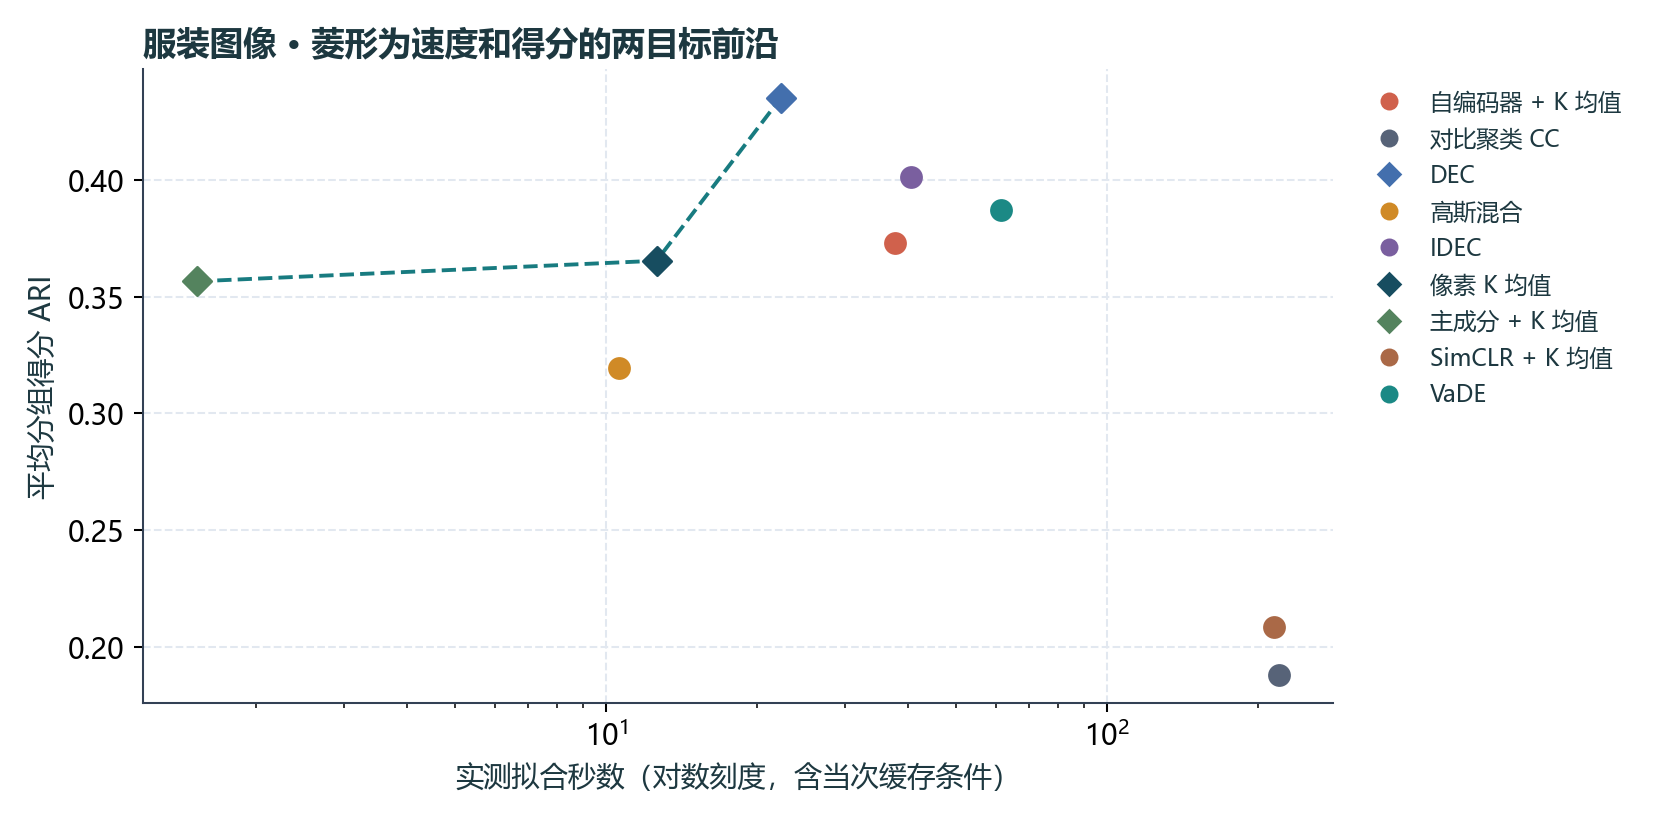 服装图像 • 菱形为速度和得分的两目标前沿
平均分组得分 ARI
0.40
0.35
0.30
0.25
0.20
10¹
10²
实测拟合秒数（对数刻度，含当次缓存条件）
自编码器 + K 均值
对比聚类 CC
DEC
高斯混合
IDEC
像素 K 均值
主成分 + K 均值
SimCLR + K 均值
VaDE